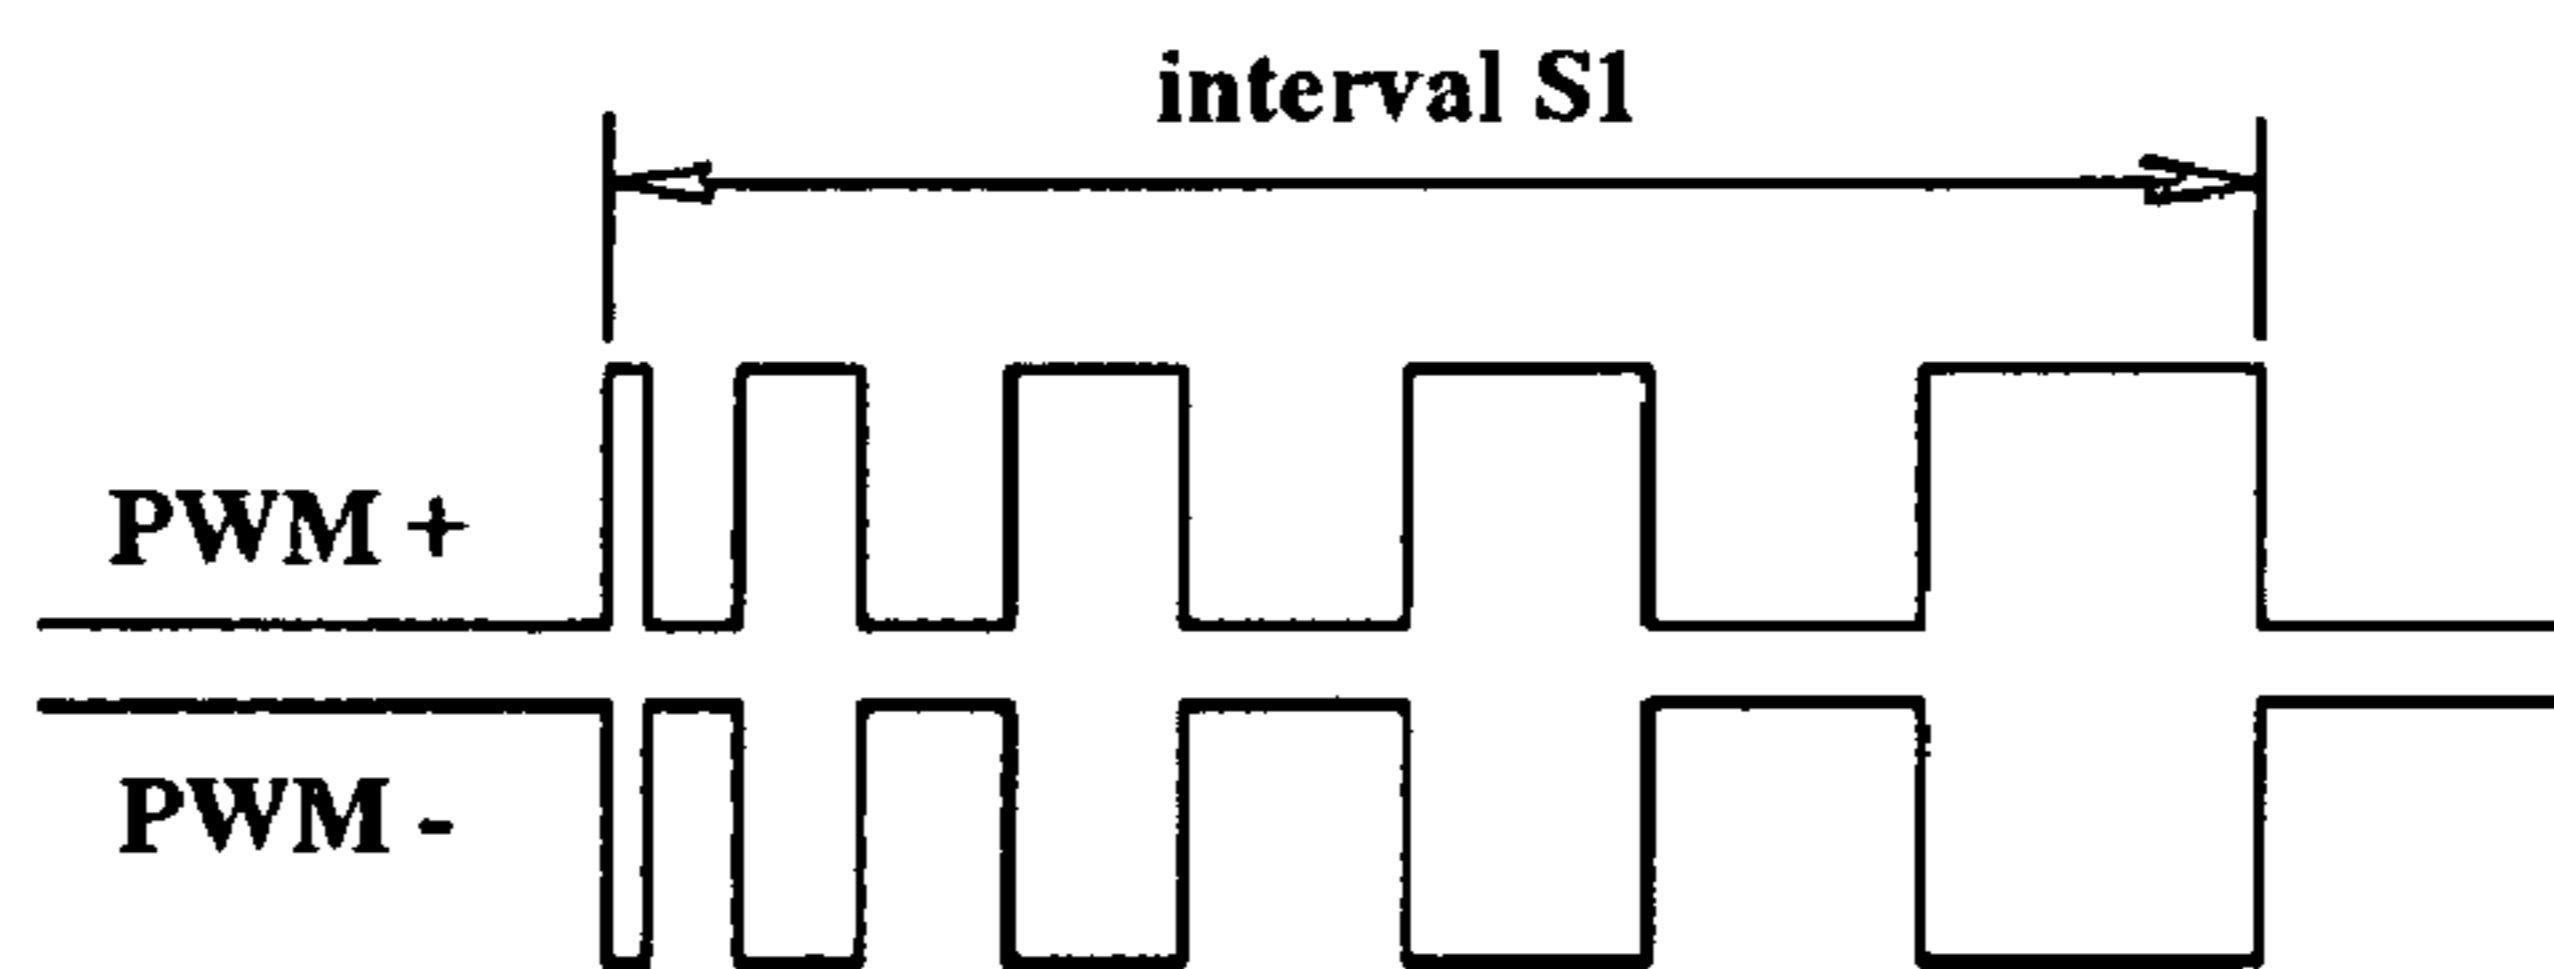 interval S1
PWM +
PWM -